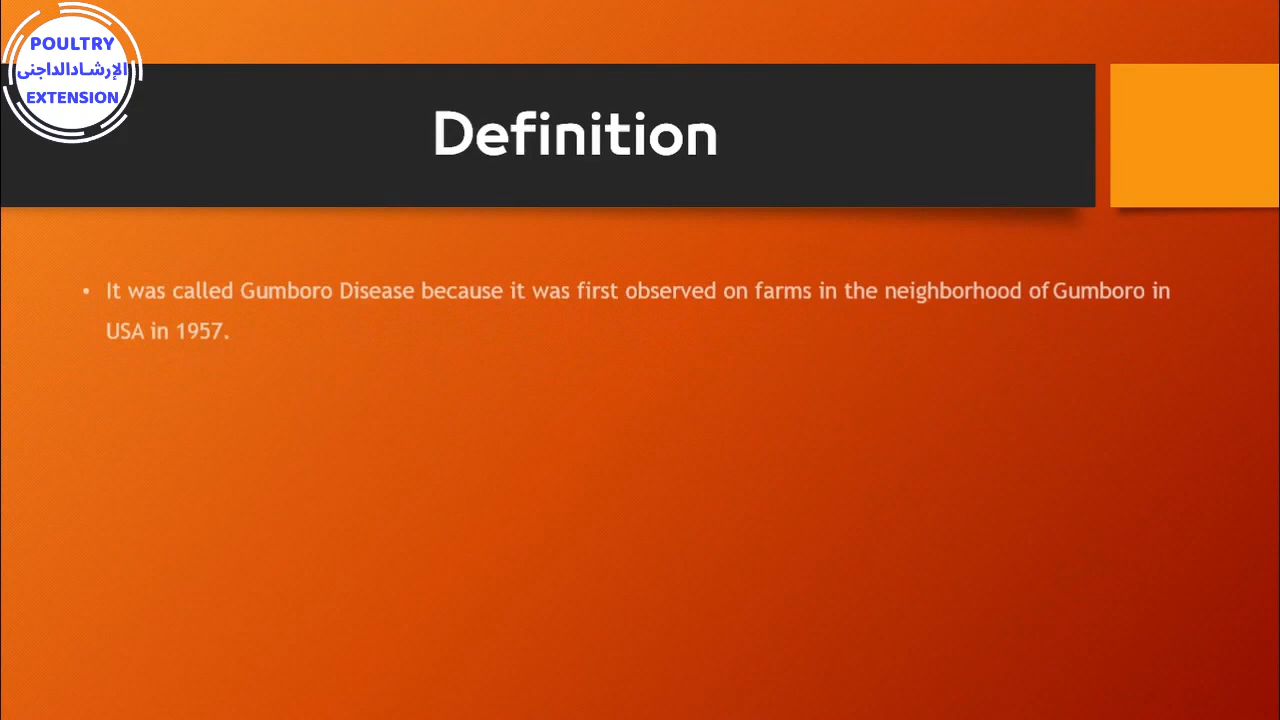 POULTRY
الإرشادالداجنى
EXTENSION
Definition
• It was called Gumboro Disease because it was first observed on farms in the neighborhood of Gumboro in
USA in 1957.